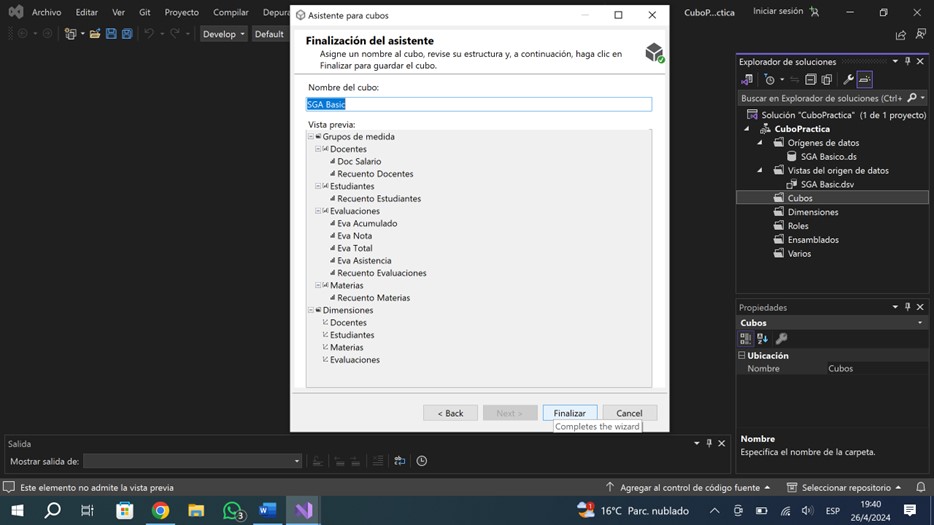 Archivo Editar Ver Git Proyecto Compilar Depura
CuboP...ctica
Iniciar sesión
Develop
Default
Asistente para cubos
Finalización del asistente
Asigne un nombre al cubo, revise su estructura y, a continuación, haga clic en
Finalizar para guardar el cubo.
Nombre del cubo:
SGA Basic
Vista previa:
Grupos de medida
Docentes
Doc Salario
Recuento Docentes
Estudiantes
Recuento Estudiantes
Evaluaciones
Eva Acumulado
Eva Nota
Eva Total
Eva Asistencia
Recuento Evaluaciones
Materias
Recuento Materias
Dimensiones
Docentes
Estudiantes
Materias
Evaluaciones
< Back
Next >
Finalizar
Cancel
Completes the wizard
Explorador de soluciones
Buscar en Explorador de soluciones (Ctrl+
Solución "CuboPractica" (1 de 1 proyecto)
CuboPractica
Orígenes de datos
SGA Basico..ds
Vistas del origen de datos
SGA Basic.dsv
Cubos
Dimensiones
Roles
Ensamblados
Varios
Propiedades
Cubos
Ubicación
Nombre Cubos
Nombre
Especifica el nombre de la carpeta.
Salida
Mostrar salida de:
Este elemento no admite la vista previa
Agregar al control de código fuente
Seleccionar repositorio
3
16°C Parc. nublado
ESP
19:40
26/4/2024